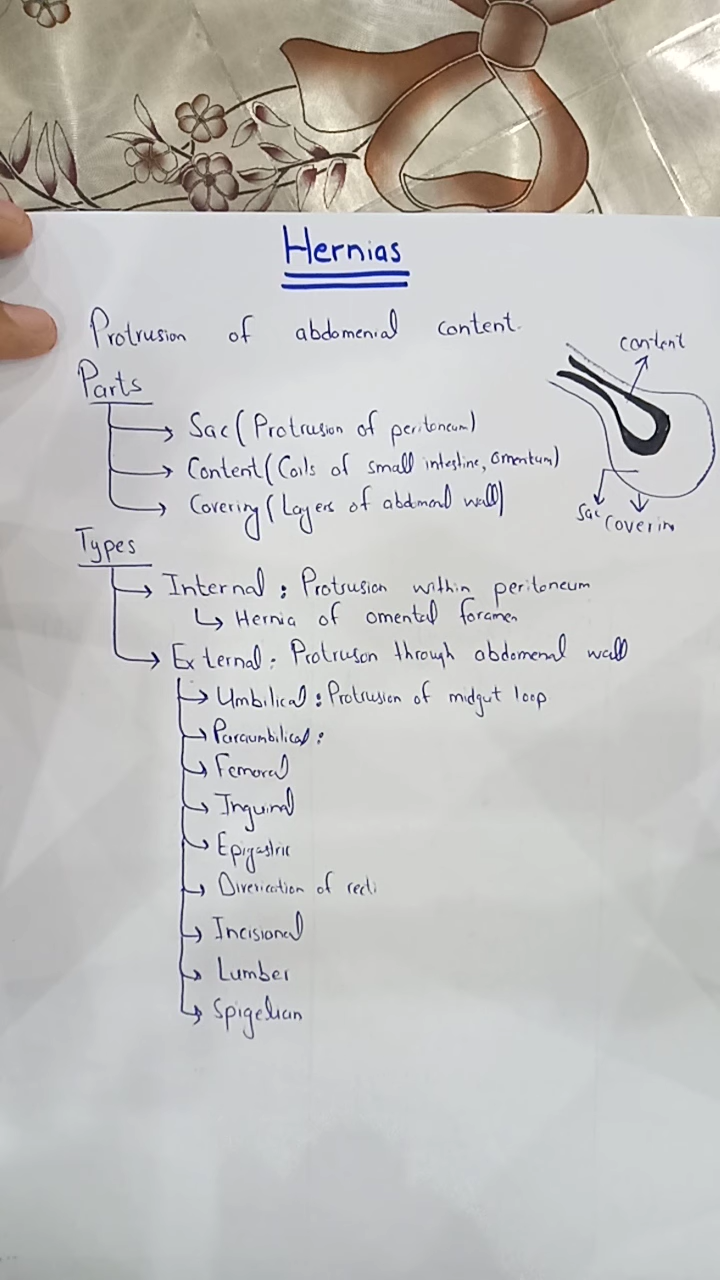 Hernias
Protrusion of abdomenial content.
Parts
Sac (Protrusion of peritoneum)
Content (Coils of small intestine, Omentum)
Covering (Layers of abdomenal wall)
content
Sac
Coverin
Types
Internal : Protrusion within peritoneum
Hernia of omental foramen
External : Protrusion through abdomenal wall
Umbilical : Protrusion of midgut loop
Paraumbilical :
Femoral
Inguinal
Epigastric
Diverication of recti
Incisional
Lumber
Spigelian